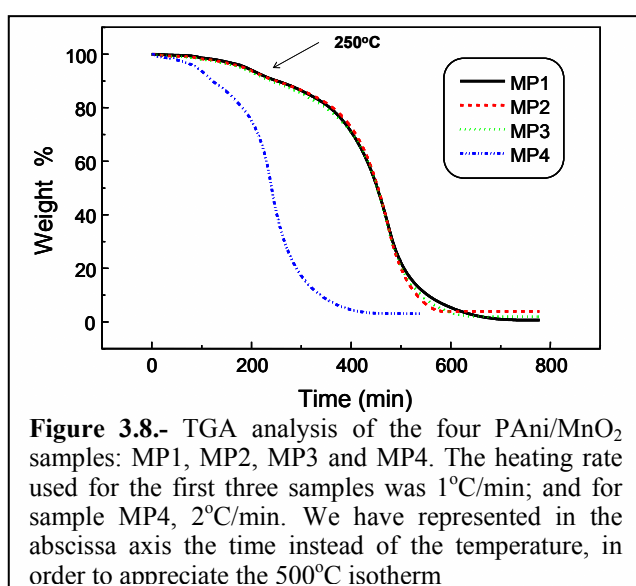 250°C
MP1
MP2
MP3
MP4
100
80
60
40
20
0
Weight %
0 200 400 600 800
Time (min)
Figure 3.8.- TGA analysis of the four PAni/MnO₂
samples: MP1, MP2, MP3 and MP4. The heating rate
used for the first three samples was 1°C/min; and for
sample MP4, 2°C/min. We have represented in the
abscissa axis the time instead of the temperature, in
order to appreciate the 500°C isotherm